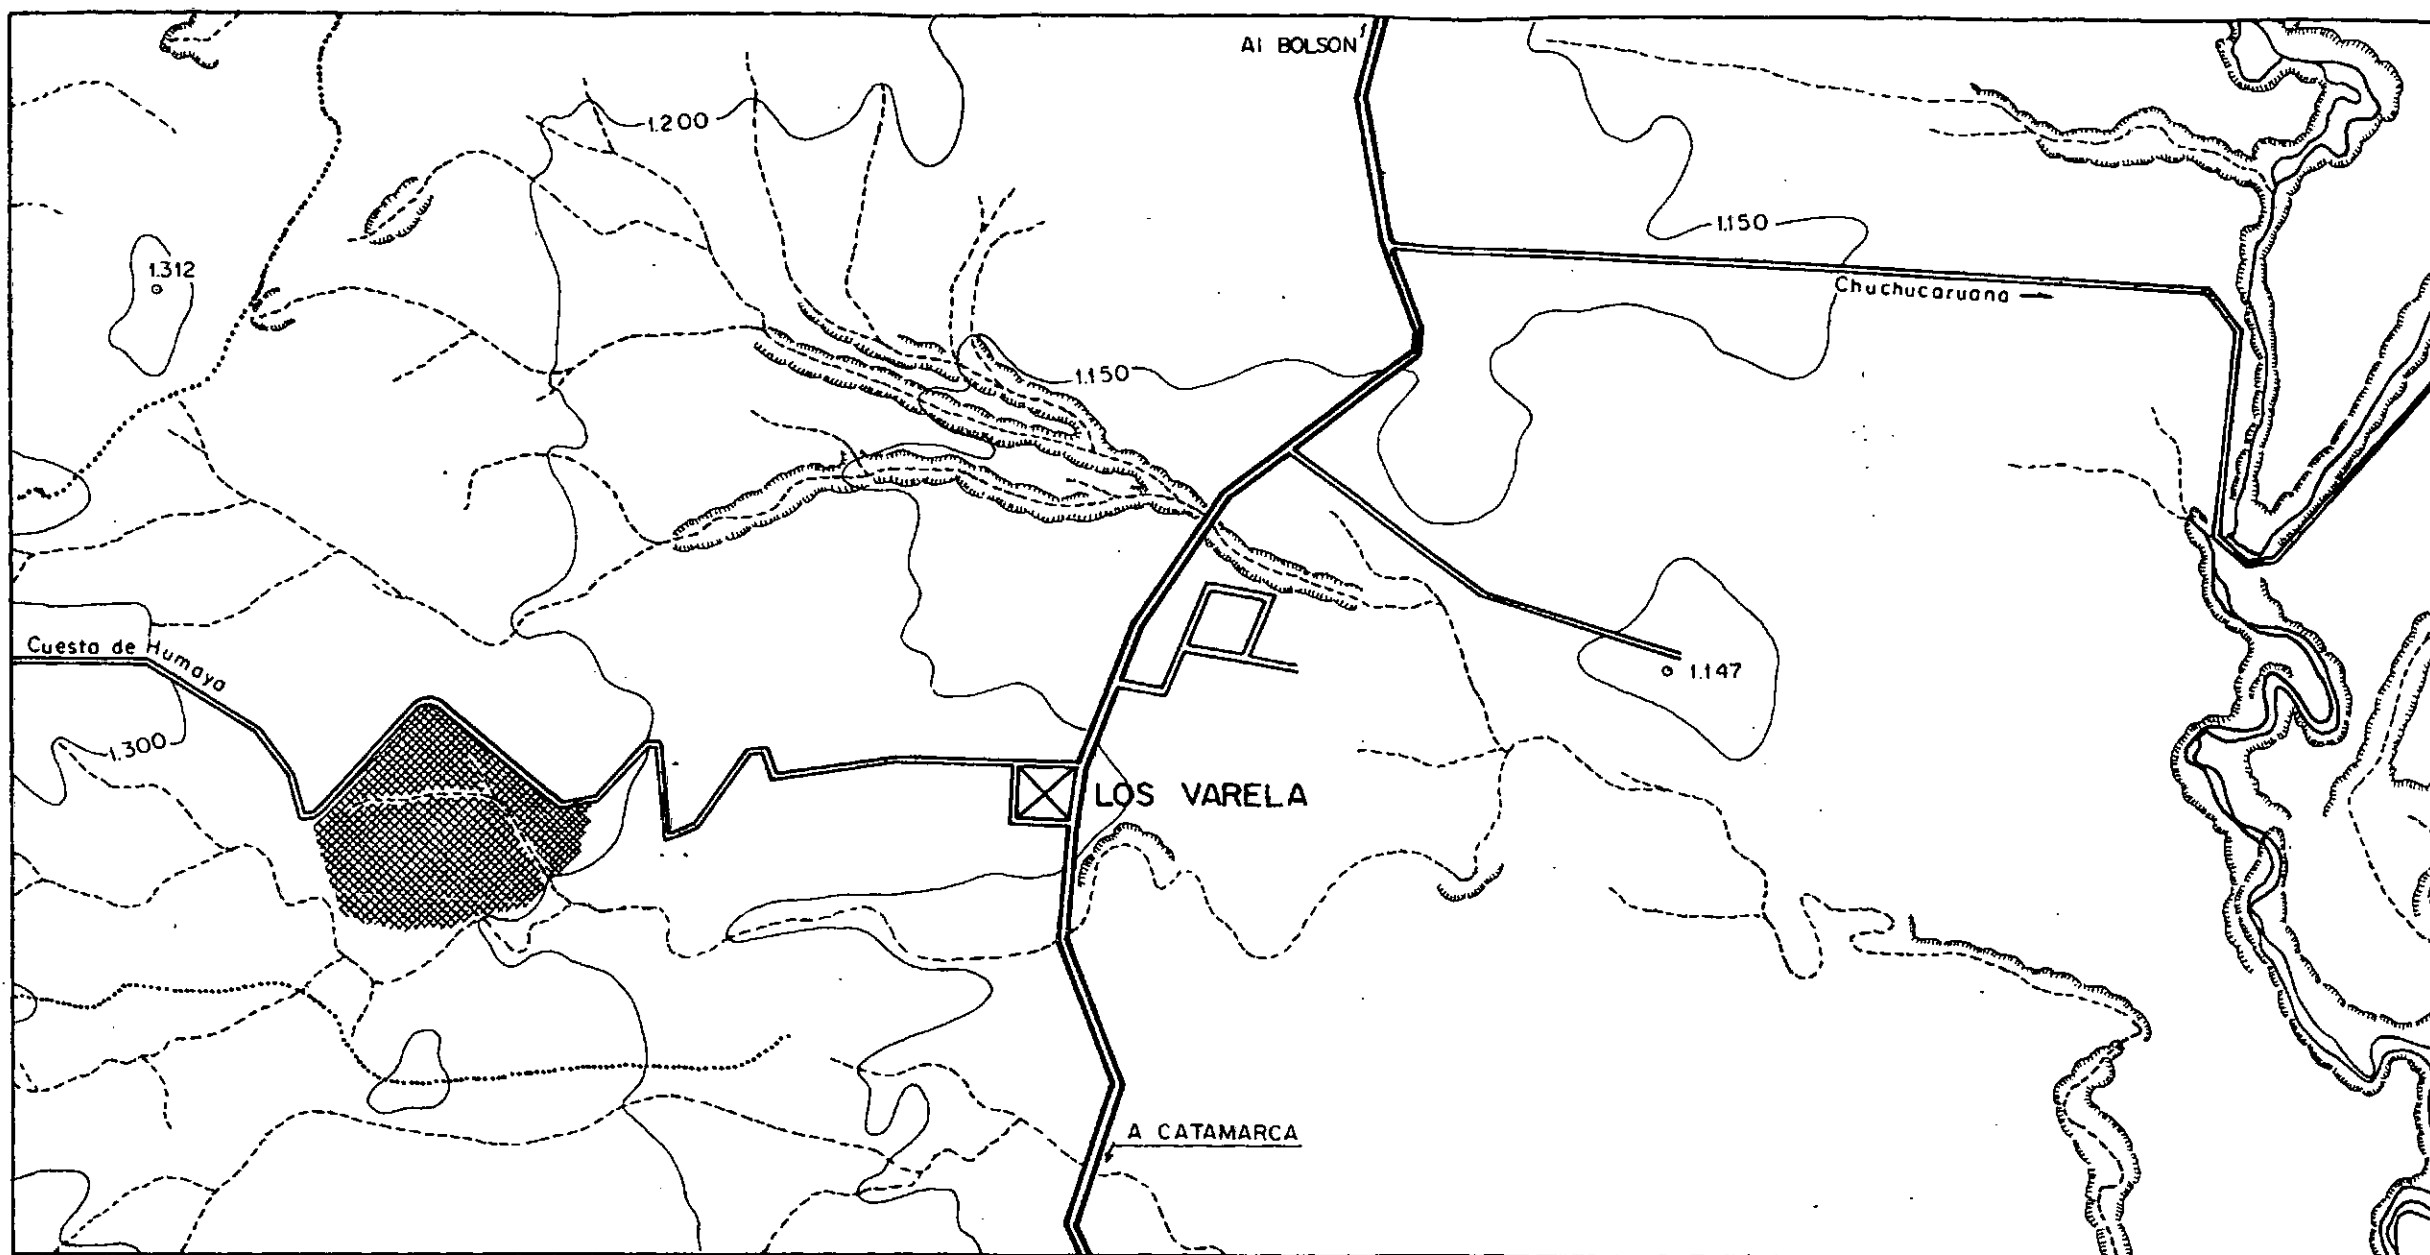 Al BOLSON
1.200
1.150
1.312
Chuchucaruana
1.150
Cuesta de Humaya
1.147
1.300
LOS VARELA
A CATAMARCA